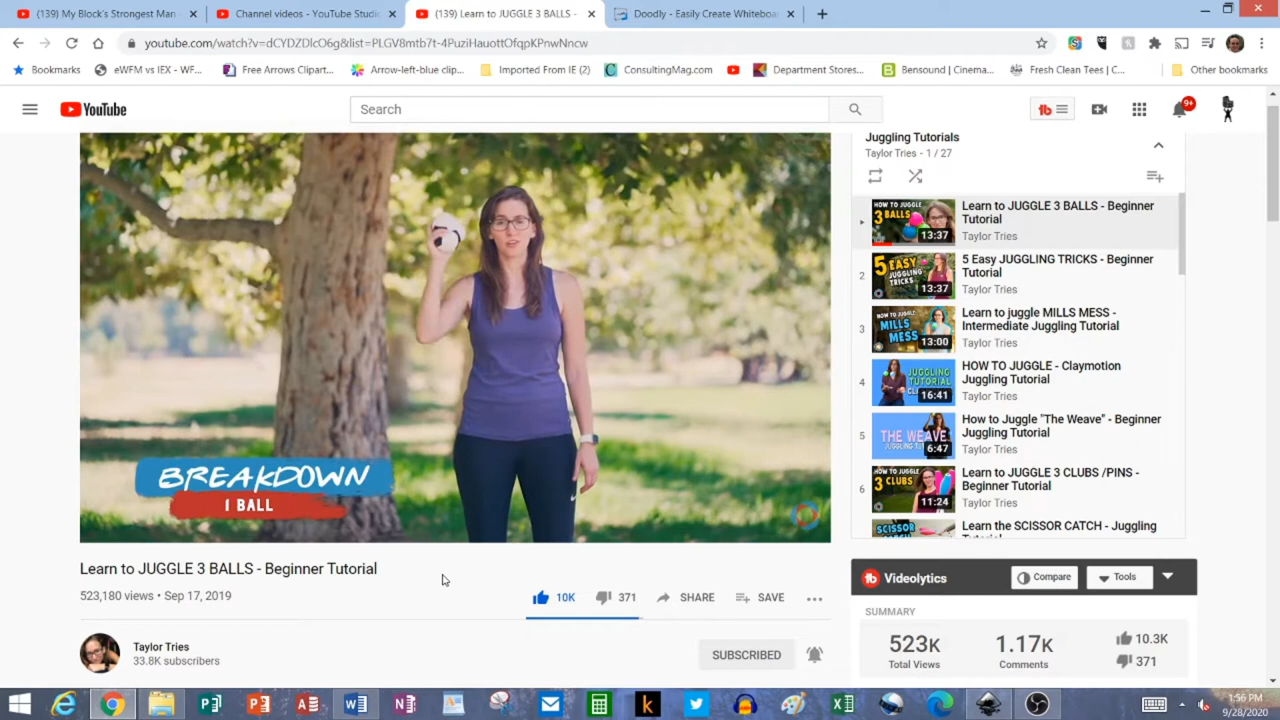 (139) My Block's Strongest Man
Channel videos - YouTube Studio
(139) Learn to JUGGLE 3 BALLS -
Doodly - Easily Create Whiteboa
youtube.com/watch?v=dCYDZDlcO6g&list=PLGV8mtb7t-4PuziHauottOfqpKPnwNncw
Bookmarks
eWFM vs IEX - WF...
Free Arrows Clipart...
Arrow-left-blue clip...
Imported From IE (2)
ConsultingMag.com
Department Stores...
Bensound | Cinema...
Fresh Clean Tees | C...
Other bookmarks
YouTube
Search
9+
Juggling Tutorials
Taylor Tries - 1 / 27
HOW TO JUGGLE
3 BALLS
13:37
Learn to JUGGLE 3 BALLS - Beginner
Tutorial
Taylor Tries
2
5 EASY
JUGGLING
TRICKS
13:37
5 Easy JUGGLING TRICKS - Beginner
Tutorial
Taylor Tries
3
HOW TO JUGGLE
MILLS
MESS
13:00
Learn to juggle MILLS MESS -
Intermediate Juggling Tutorial
Taylor Tries
4
JUGGLING
TUTORIAL
16:41
HOW TO JUGGLE - Claymotion
Juggling Tutorial
Taylor Tries
5
THE WEAVE
6:47
How to Juggle "The Weave" - Beginner
Juggling Tutorial
Taylor Tries
6
HOW TO JUGGLE
3 CLUBS
11:24
Learn to JUGGLE 3 CLUBS /PINS -
Beginner Tutorial
Taylor Tries
SCISSOR
Learn the SCISSOR CATCH - Juggling
BREAKDOWN
1 BALL
Learn to JUGGLE 3 BALLS - Beginner Tutorial
523,180 views • Sep 17, 2019
10K
371
SHARE
SAVE
Taylor Tries
33.8K subscribers
SUBSCRIBED
Videolytics
Compare
Tools
SUMMARY
523K
Total Views
1.17K
Comments
10.3K
371
1:56 PM
9/28/2020